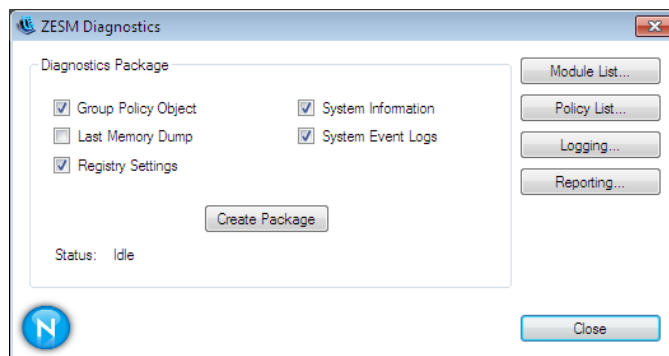 ZESM Diagnostics
Diagnostics Package
Group Policy Object
System Information
Last Memory Dump
System Event Logs
Registry Settings
Create Package
Status: Idle
Module List...
Policy List...
Logging...
Reporting...
N
Close